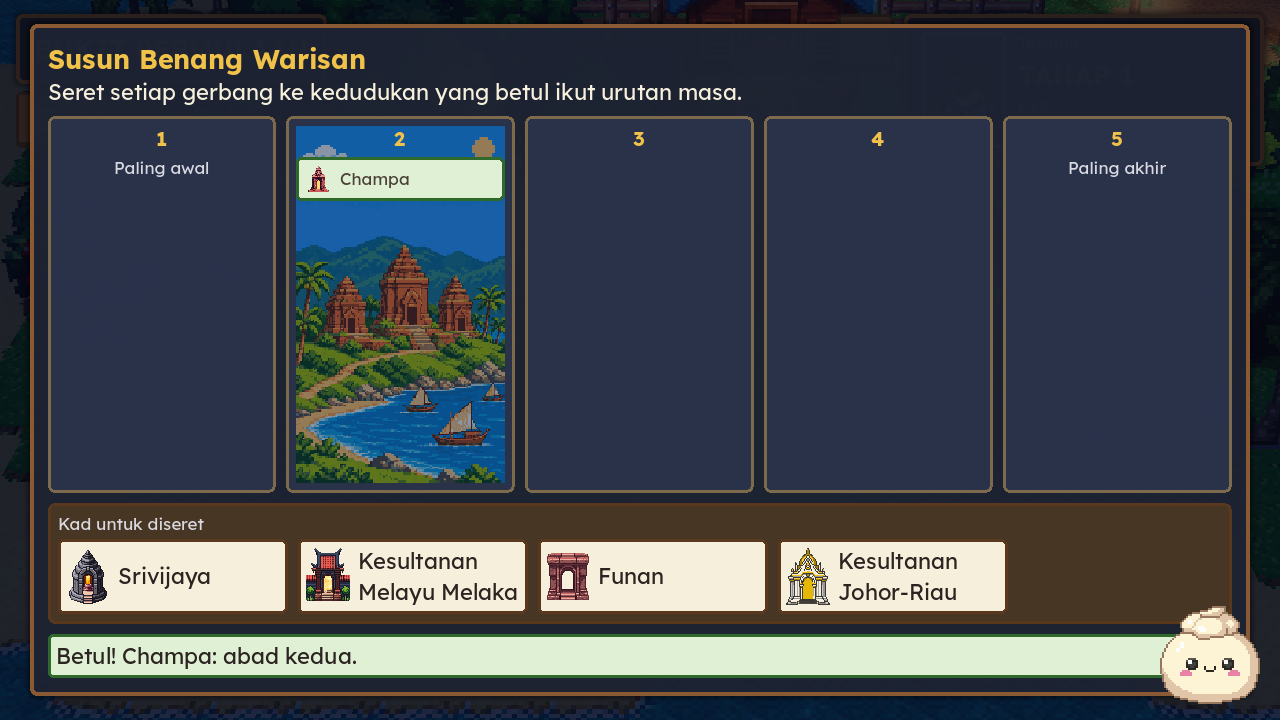 Susun Benang Warisan
Seret setiap gerbang ke kedudukan yang betul ikut urutan masa.
1
Paling awal
2
Champa
3
4
5
Paling akhir
Kad untuk diseret
Srivijaya
Kesultanan
Melayu Melaka
Funan
Kesultanan
Johor-Riau
Betul! Champa: abad kedua.